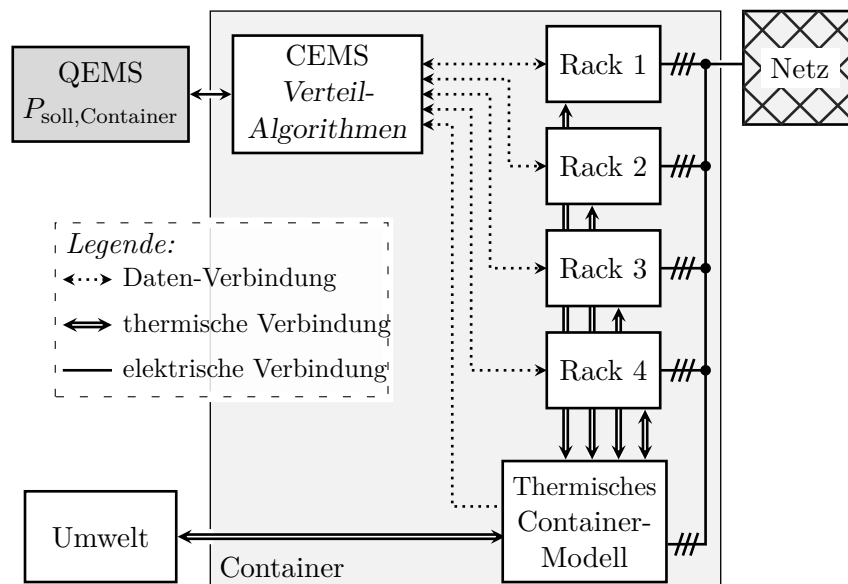 QEMS
P_soll,Container
CEMS
Verteil-
Algorithmen
Rack 1
Netz
Rack 2
Rack 3
Rack 4
Legende:
Daten-Verbindung
thermische Verbindung
elektrische Verbindung
Umwelt
Thermisches
Container-
Modell
Container